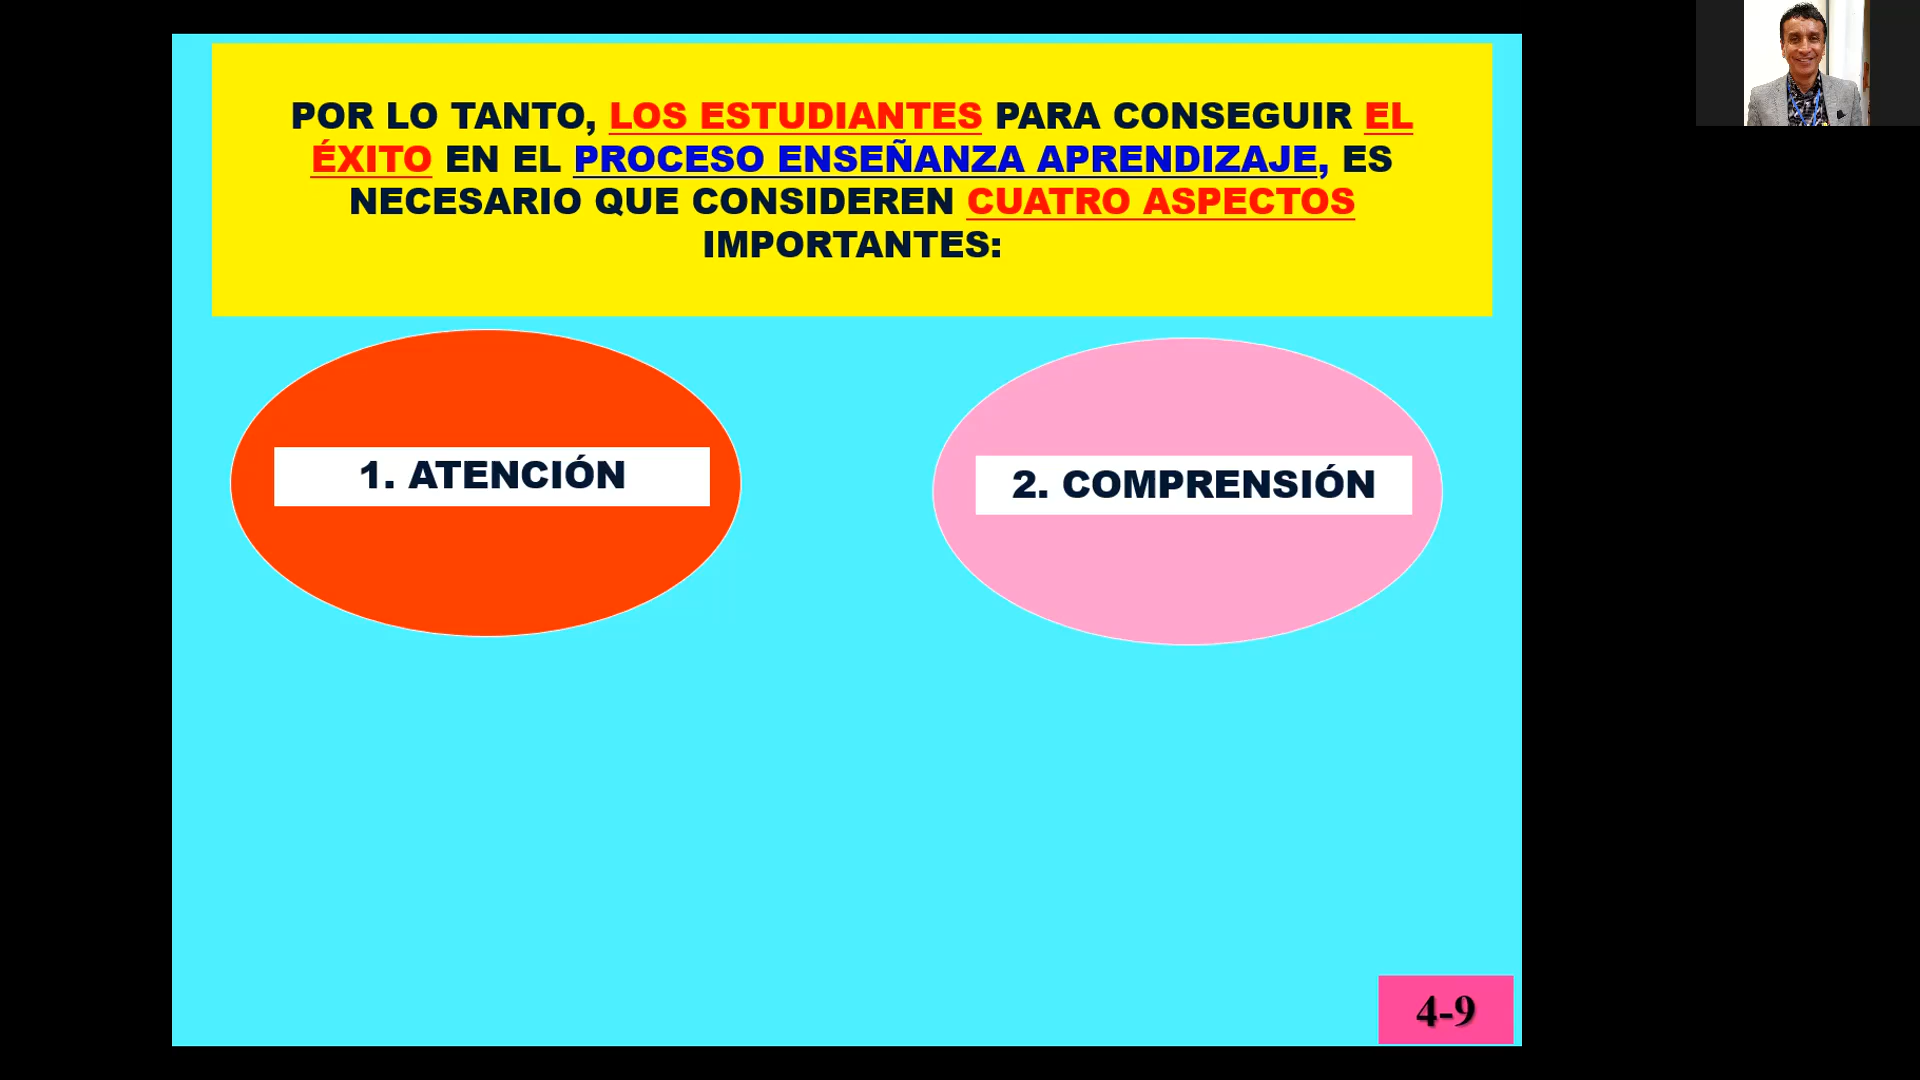 POR LO TANTO, LOS ESTUDIANTES PARA CONSEGUIR EL
ÉXITO EN EL PROCESO ENSEÑANZA APRENDIZAJE, ES
NECESARIO QUE CONSIDEREN CUATRO ASPECTOS
IMPORTANTES:
1. ATENCIÓN
2. COMPRENSIÓN
4-9